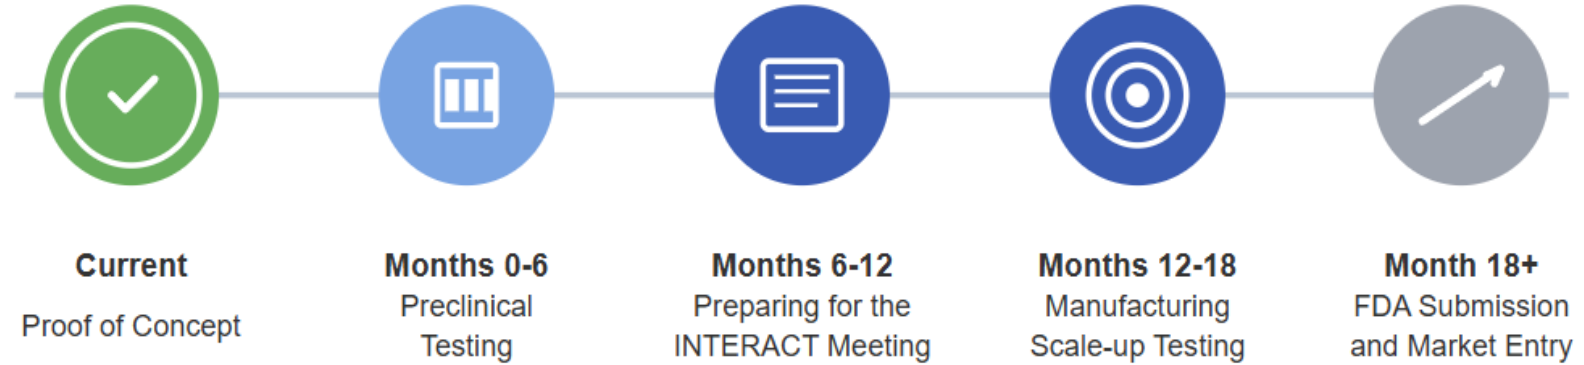 Current
Proof of Concept
Months 0-6
Preclinical
Testing
Months 6-12
Preparing for the
INTERACT Meeting
Months 12-18
Manufacturing
Scale-up Testing
Month 18+
FDA Submission
and Market Entry